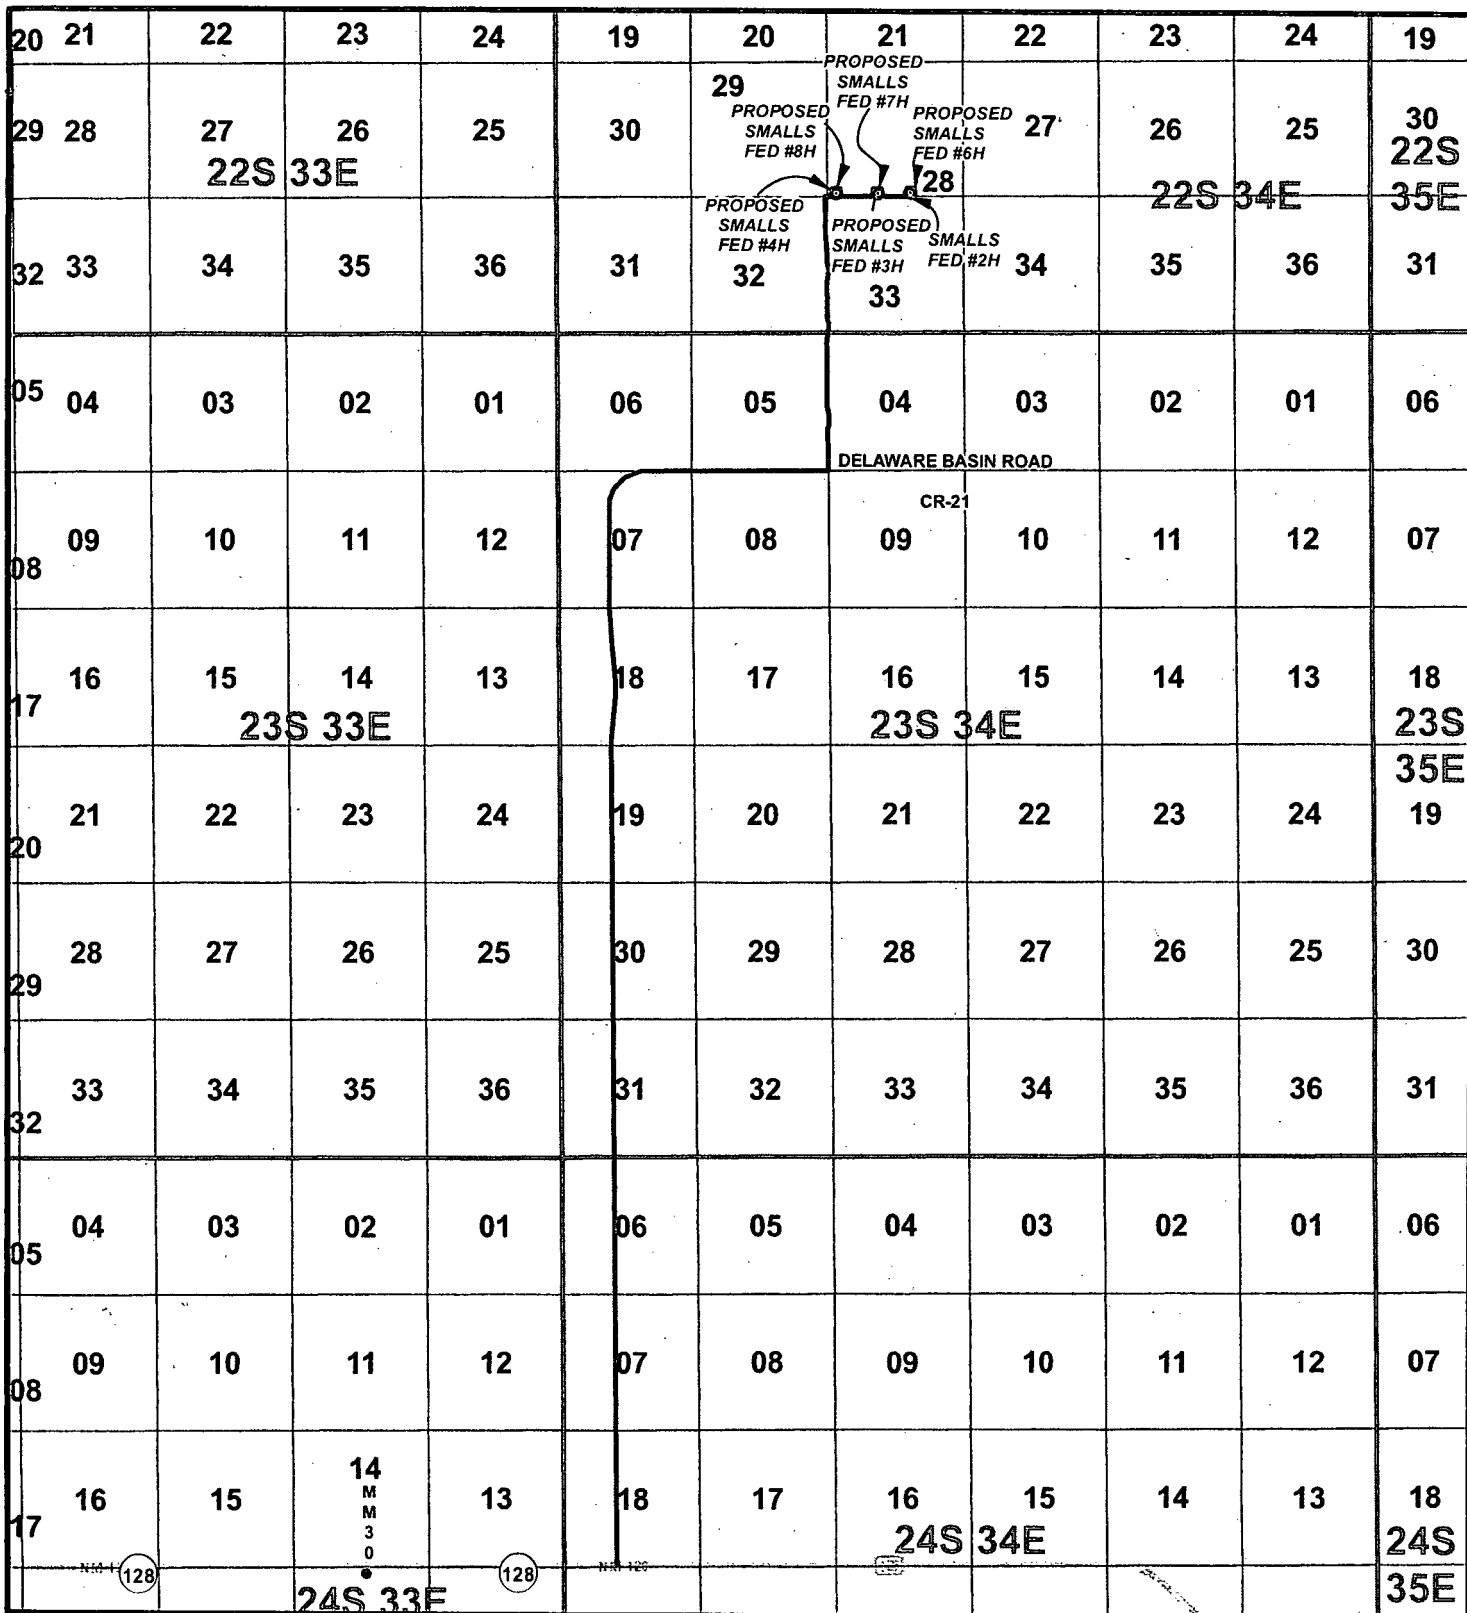 20 21 22 23 24 19 20 21 22 23 24 19
PROPOSED
SMALLS
FED #7H
29
PROPOSED
SMALLS
FED #8H
PROPOSED
SMALLS
FED #6H
29 28 27 26 25 30 27 26 25 30
22S 33E
22S
28
PROPOSED
SMALLS
FED #4H
PROPOSED
SMALLS
FED #3H
SMALLS
FED #2H
22S 34E
35E
32 33 34 35 36 31 32 33 34 35 36 31
05 04 03 02 01 06 05 04 03 02 01 06
DELAWARE BASIN ROAD
CR-21
08 09 10 11 12 07 08 09 10 11 12 07
17 16 15 14 13 18 17 16 15 14 13 18
23S 33E
23S 34E
23S
35E
20 21 22 23 24 19 20 21 22 23 24 19
29 28 27 26 25 30 29 28 27 26 25 30
32 33 34 35 36 31 32 33 34 35 36 31
05 04 03 02 01 06 05 04 03 02 01 06
08 09 10 11 12 07 08 09 10 11 12 07
17 16 15 14 13 18 17 16 15 14 13 18
M
M
3
0
24S 34E
24S
128
128
24S 33E
35E